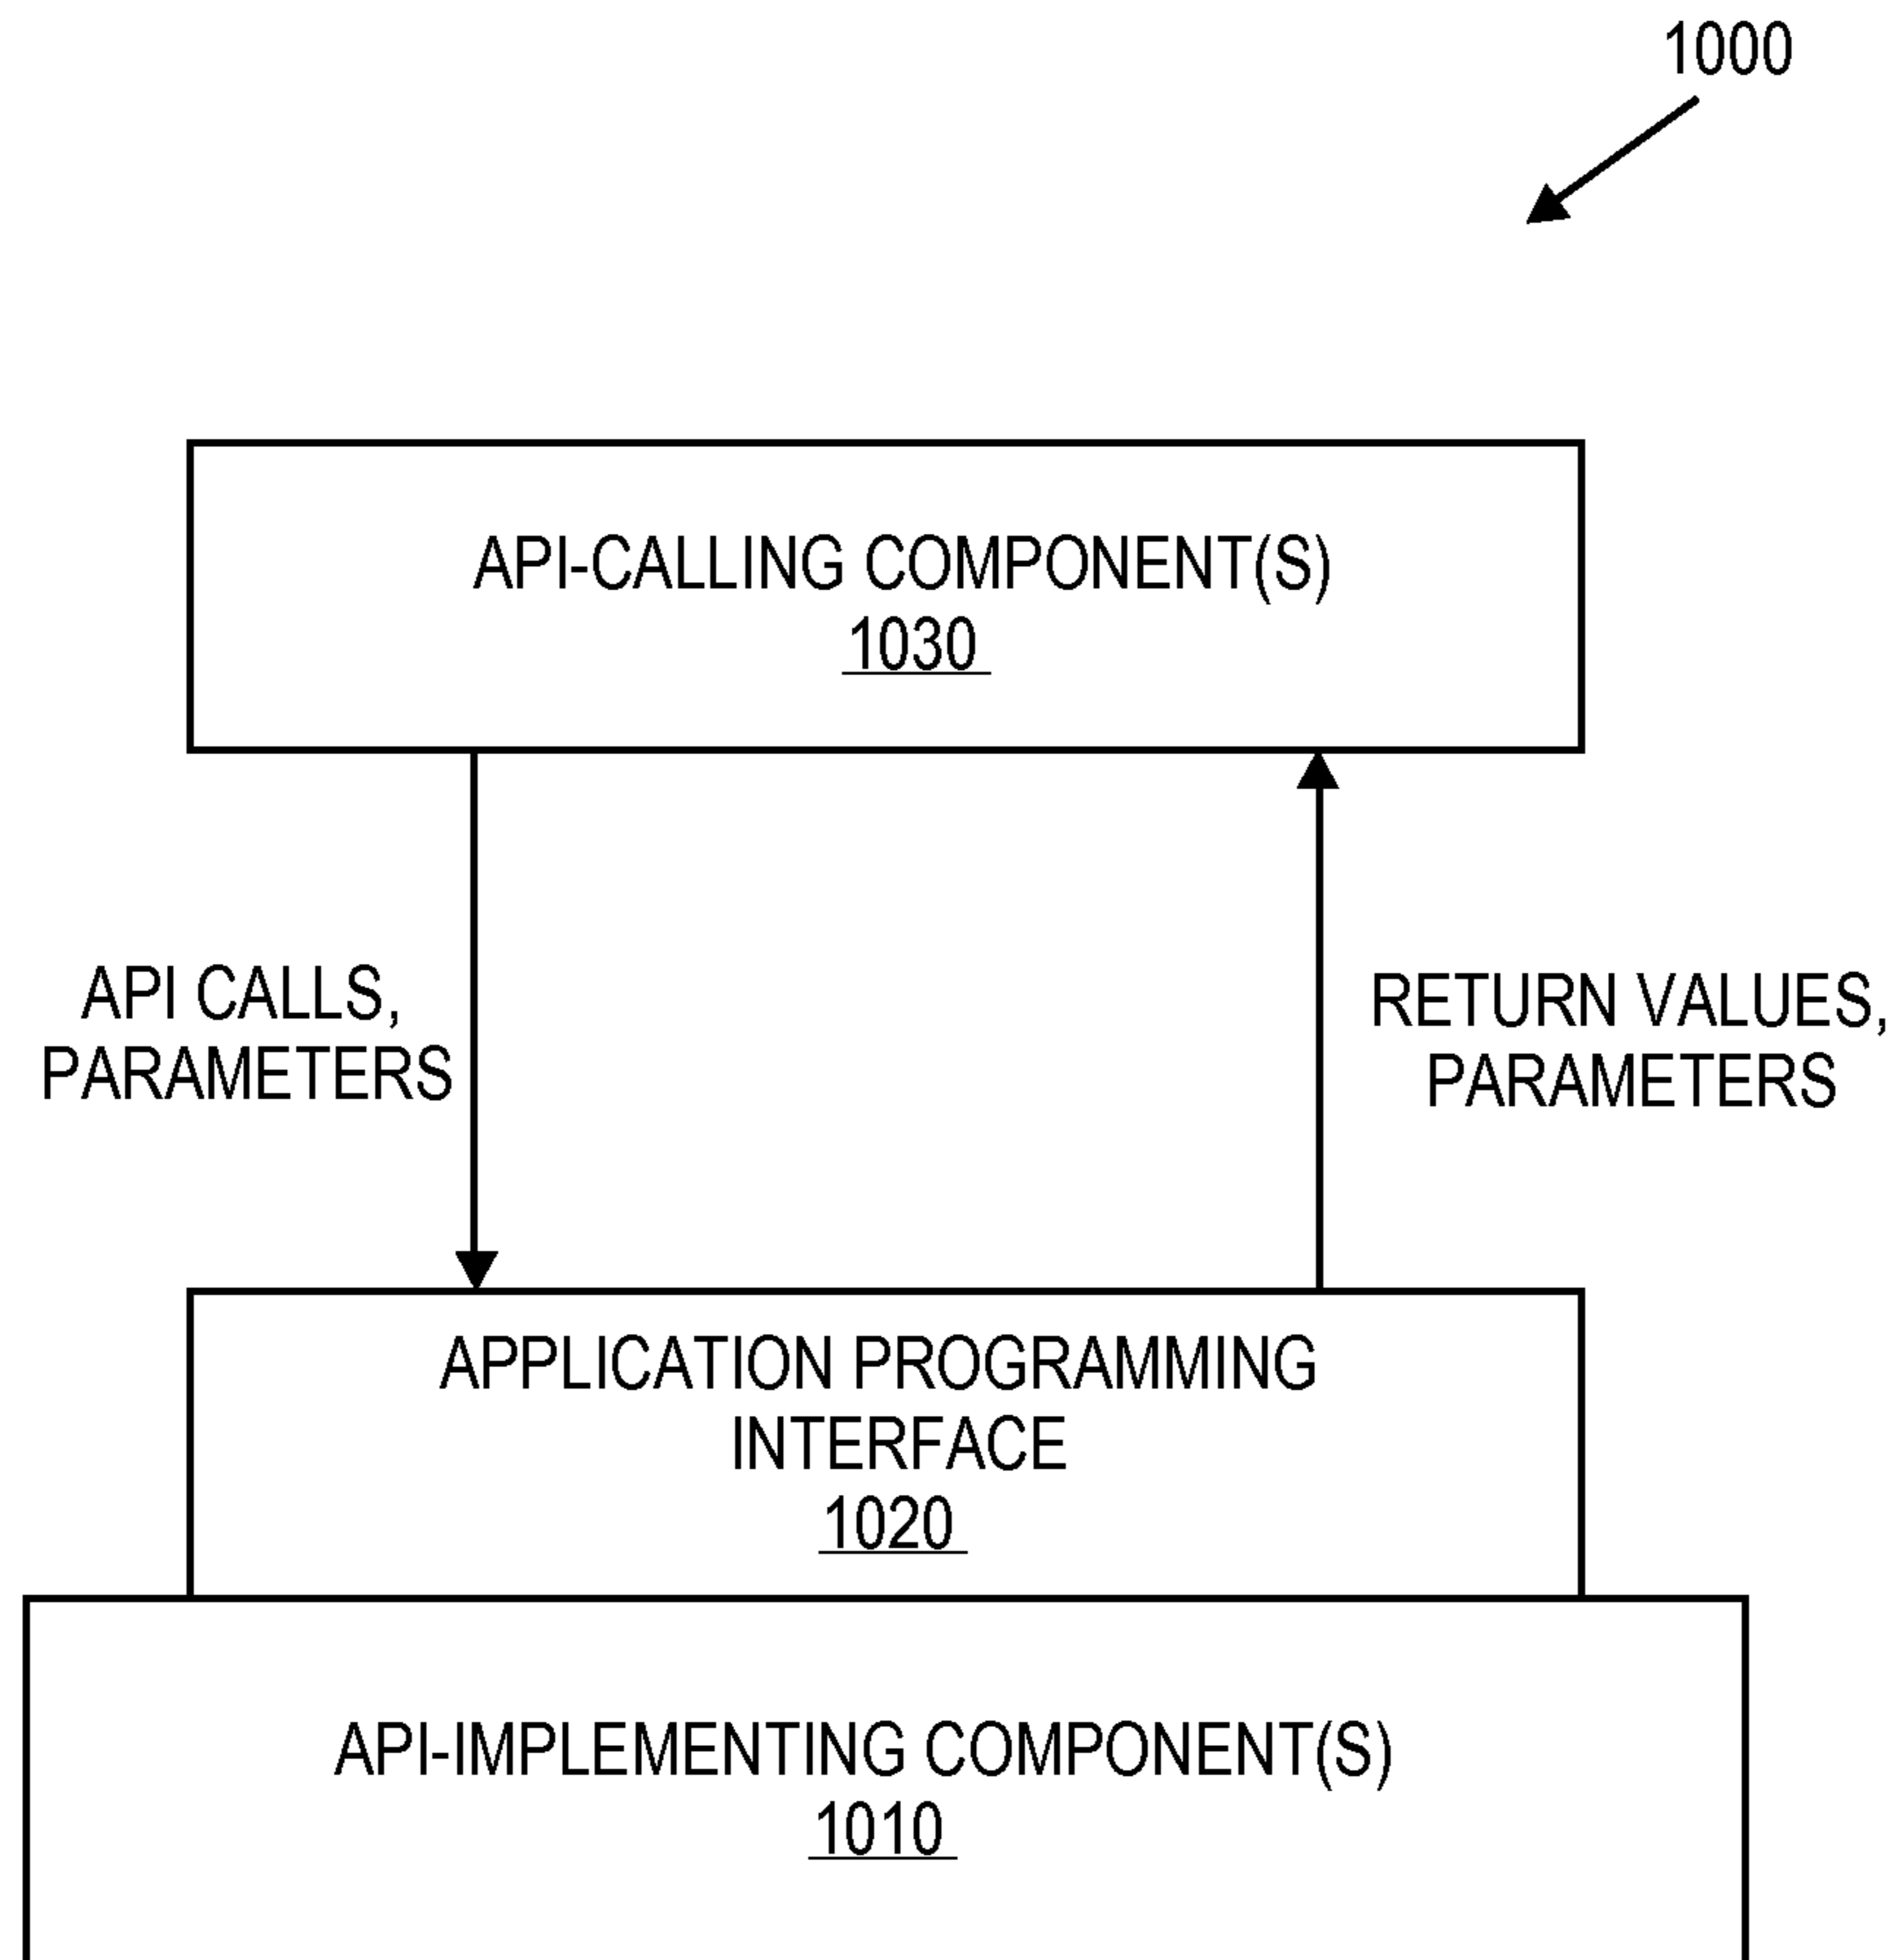 1000
API-CALLING COMPONENT(S)
1030
API CALLS,
PARAMETERS
RETURN VALUES,
PARAMETERS
APPLICATION PROGRAMMING
INTERFACE
1020
API-IMPLEMENTING COMPONENT(S)
1010